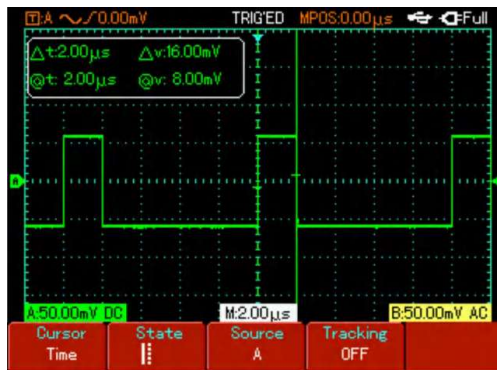 T:A 0.00mV TRIG'ED MPOS:0.00μs Full
Δt:2.00μs Δv:16.00mV
@t: 2.00μs @v: 8.00mV
A:50.00mV DC M:2.00μs B:50.00mV AC
Cursor State Source Tracking
Time A OFF